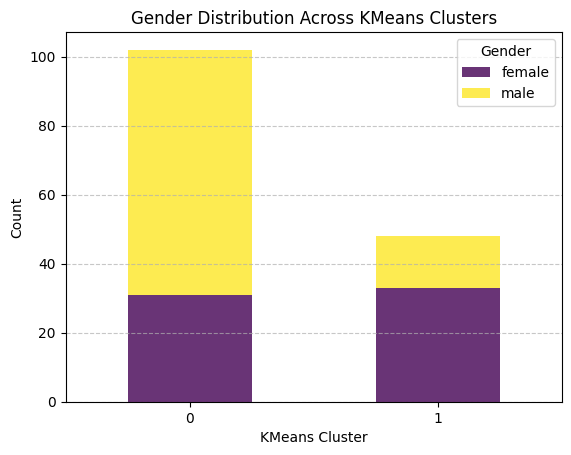 Gender Distribution Across KMeans Clusters
Gender
female
male
100
80
60
40
20
0
Count
0 1
KMeans Cluster